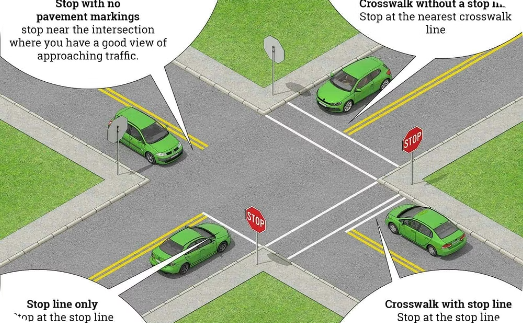 Stop with no
pavement markings
stop near the intersection
where you have a good view of
approaching traffic.
Crosswalk without a stop
Stop at the nearest crosswalk
line
STOP
STOP
Stop line only
at the stop line
Crosswalk with stop line
Stop at the stop line